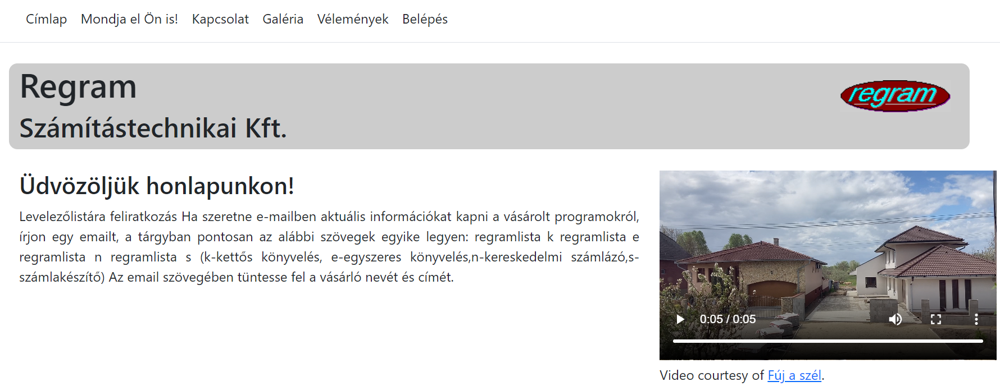 Címlap Mondja el Ön is! Kapcsolat Galéria Vélemények Belépés
Regram
Számítástechnikai Kft.
regram
Üdvözöljük honlapunkon!
Levelezőlistára feliratkozás Ha szeretne e-mailben aktuális információkat kapni a vásárolt programokról,
írjon egy emailt, a tárgyban pontosan az alábbi szövegek egyike legyen: regramlista k regramlista e
regramlista n regramlista s (k-kettős könyvelés, e-egyszeres könyvelés,n-kereskedelmi számlázó,s-
számlakészítő) Az email szövegében tüntesse fel a vásárló nevét és címét.
0:05 / 0:05
Video courtesy of Fúj a szél.